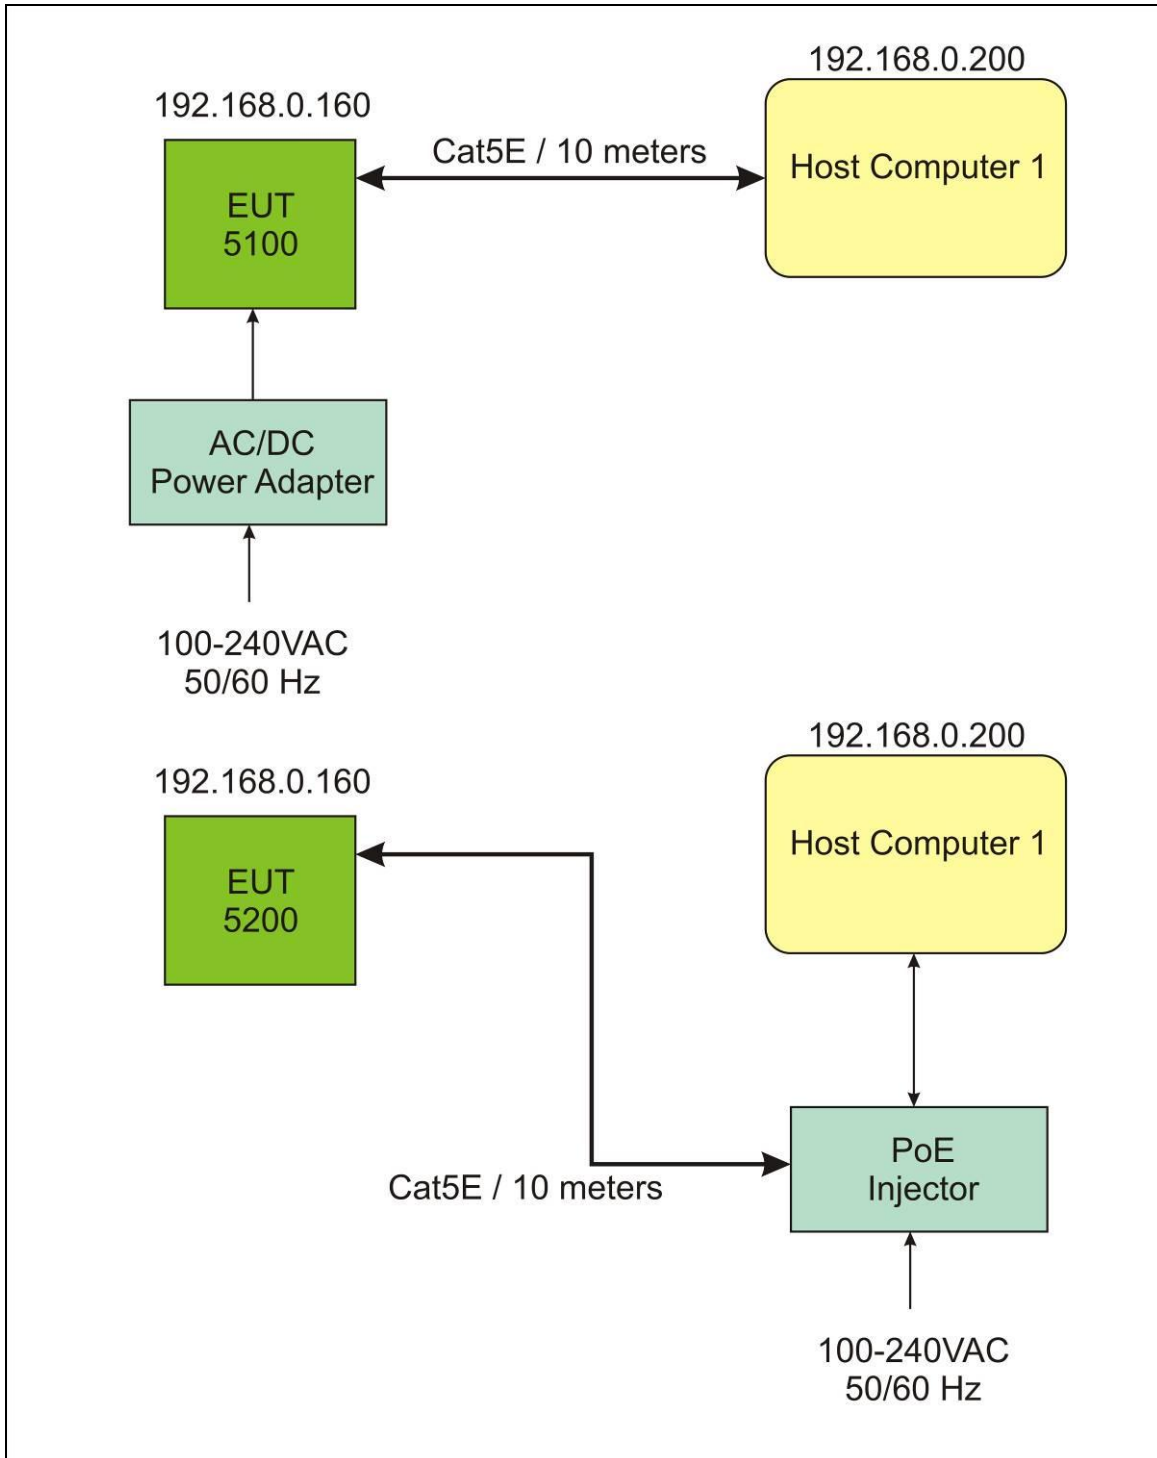 192.168.0.200
192.168.0.160
Cat5E / 10 meters
Host Computer 1
EUT
5100
AC/DC
Power Adapter
100-240VAC
50/60 Hz
192.168.0.200
192.168.0.160
Host Computer 1
EUT
5200
PoE
Injector
Cat5E / 10 meters
100-240VAC
50/60 Hz